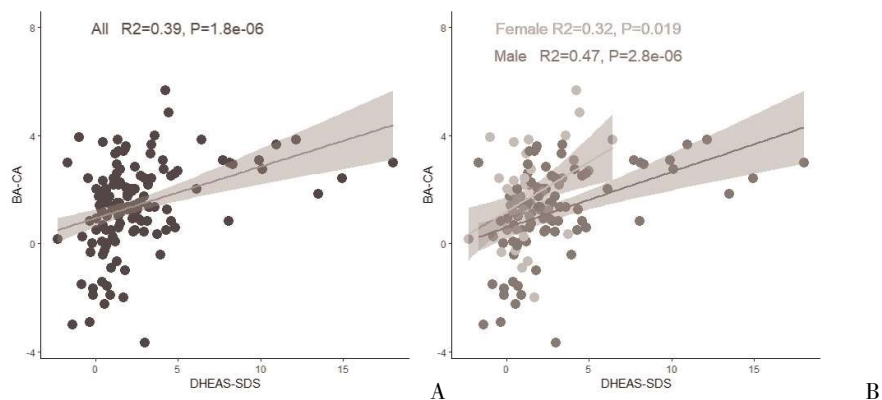 All R2=0.39, P=1.8e-06
8
4
0
-4
BA-CA
0
5
10
15
DHEAS-SDS
A
Female R2=0.32, P=0.019
Male R2=0.47, P=2.8e-06
8
4
0
-4
BA-CA
0
5
10
15
DHEAS-SDS
B